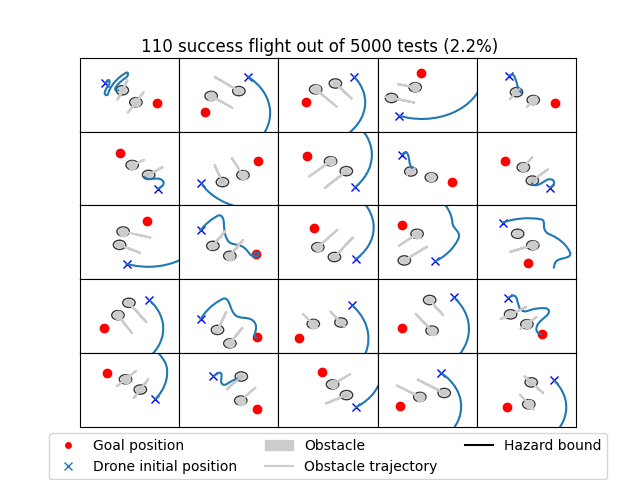 110 success flight out of 5000 tests (2.2%)
Goal position
Drone initial position
Obstacle
Obstacle trajectory
Hazard bound